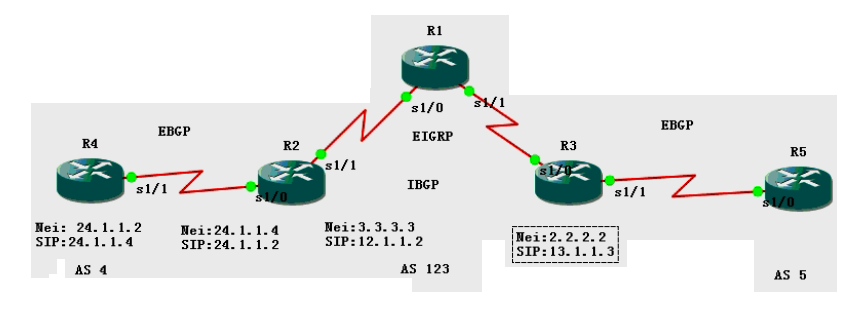 R1
s1/0
s1/1
EBGP
EIGRP
EBGP
R4
R2
R3
R5
s1/1
s1/0
s1/1
IBGP
s1/0
s1/1
s1/0
Nei: 24.1.1.2
SIP:24.1.1.4
Nei:24.1.1.4
SIP:24.1.1.2
Nei:3.3.3.3
SIP:12.1.1.2
Nei:2.2.2.2
SIP:13.1.1.3
AS 4
AS 123
AS 5